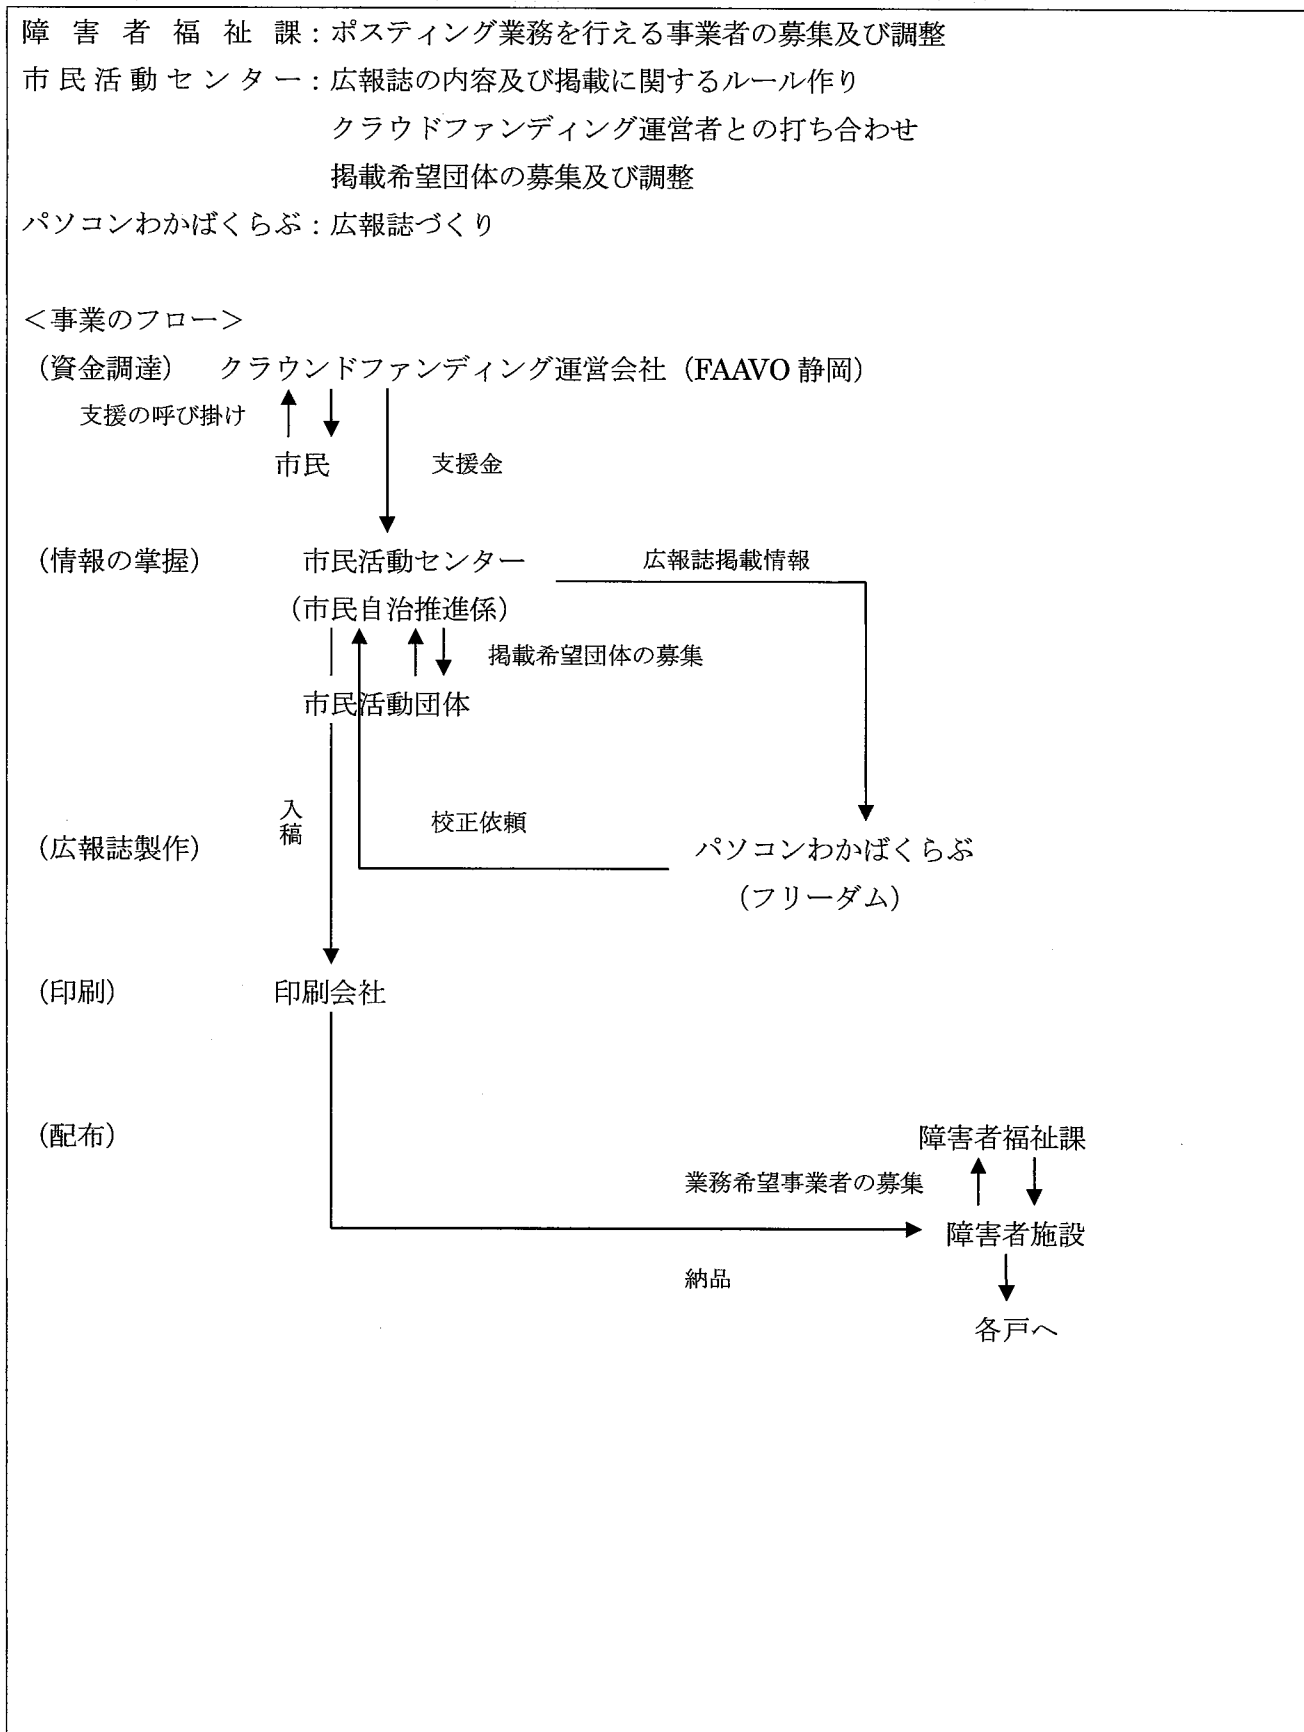 障害者福祉課：ポスティング業務を行える事業者の募集及び調整
市民活動センター：広報誌の内容及び掲載に関するルール作り
クラウドファンディング運営者との打ち合わせ
掲載希望団体の募集及び調整
パソコンわかばくらぶ：広報誌づくり
＜事業のフロー＞
（資金調達） クラウンドファンディング運営会社（FAAVO 静岡）
支援の呼び掛け
市民 支援金
（情報の掌握） 市民活動センター 広報誌掲載情報
（市民自治推進係）
掲載希望団体の募集
市民活動団体
入稿
校正依頼
（広報誌製作） パソコンわかばくらぶ
（フリーダム）
（印刷） 印刷会社
（配布） 障害者福祉課
業務希望事業者の募集
障害者施設
納品
各戸へ